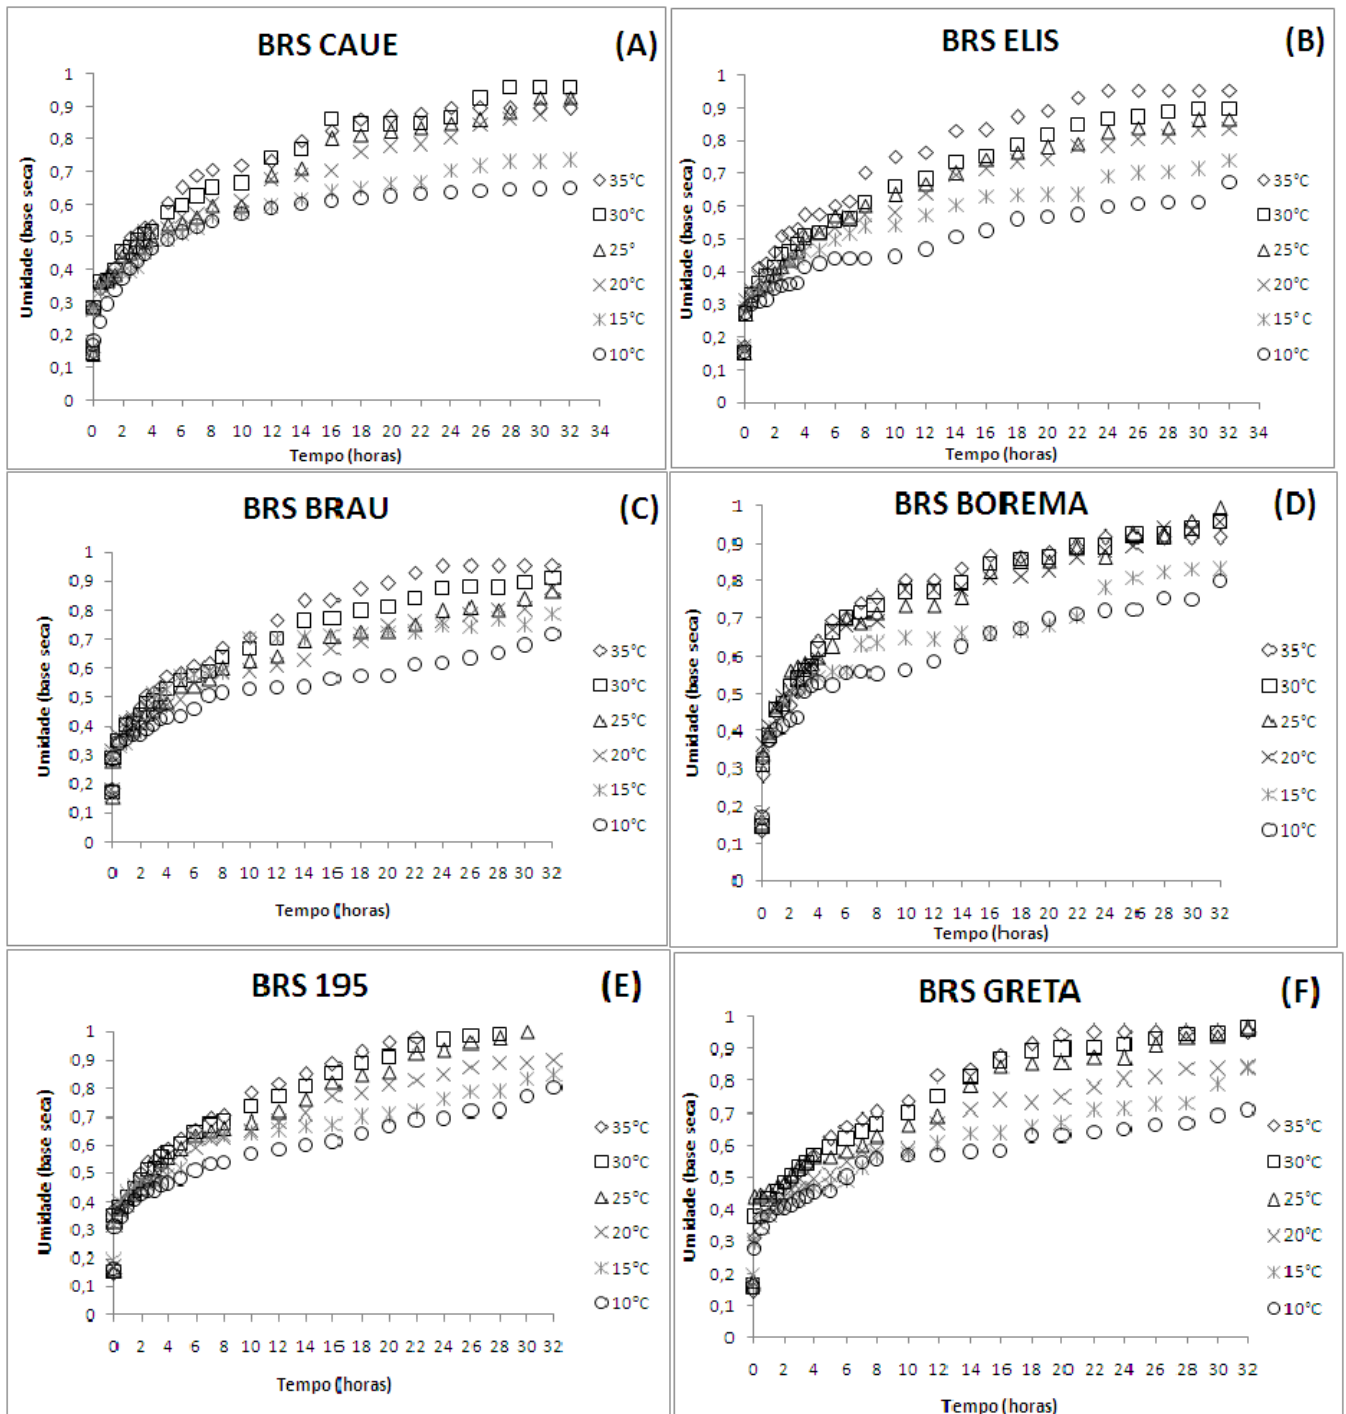 BRS CAUE (A)
Umidade (base seca)
1
0,9
0,8
0,7
0,6
0,5
0,4
0,3
0,2
0,1
0
0 2 4 6 8 10 12 14 16 18 20 22 24 26 28 30 32 34
Tempo (horas)
35°C
30°C
25°
20°C
15°C
10°C
BRS ELIS (B)
Umidade (base seca)
1
0,9
0,8
0,7
0,6
0,5
0,4
0,3
0,2
0,1
0
0 2 4 6 8 10 12 14 16 18 20 22 24 26 28 30 32 34
Tempo (horas)
35°C
30°C
25°C
20°C
15°C
10°C
BRS BRAU (C)
Umidade (base seca)
1
0,9
0,8
0,7
0,6
0,5
0,4
0,3
0,2
0,1
0
0 2 4 6 8 10 12 14 16 18 20 22 24 26 28 30 32
Tempo (horas)
35°C
30°C
25°C
20°C
15°C
10°C
BRS BOREMA (D)
Umidade (base seca)
1
0,9
0,8
0,7
0,6
0,5
0,4
0,3
0,2
0,1
0
0 2 4 6 8 10 12 14 16 18 20 22 24 26 28 30 32
Tempo (horas)
35°C
30°C
25°C
20°C
15°C
10°C
BRS 195 (E)
Umidade (base seca)
1
0,9
0,8
0,7
0,6
0,5
0,4
0,3
0,2
0,1
0
0 2 4 6 8 10 12 14 16 18 20 22 24 26 28 30 32
Tempo (horas)
35°C
30°C
25°C
20°C
15°C
10°C
BRS GRETA (F)
Umidade (base seca)
1
0,9
0,8
0,7
0,6
0,5
0,4
0,3
0,2
0,1
0
0 2 4 6 8 10 12 14 16 18 20 22 24 26 28 30 32
Tempo (horas)
35°C
30°C
25°C
20°C
15°C
10°C